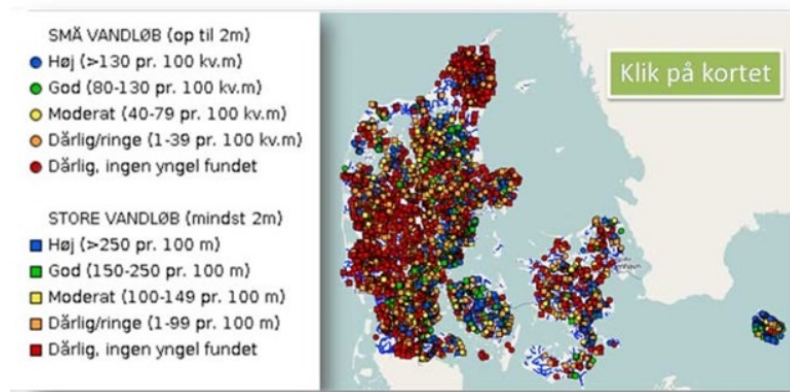 SMÅ VANDLØB (op til 2m)
Høj (>130 pr. 100 kv.m)
God (80-130 pr. 100 kv.m)
Moderat (40-79 pr. 100 kv.m)
Dårlig/ringe (1-39 pr. 100 kv.m)
Dårlig, ingen yngel fundet
STORE VANDLØB (mindst 2m)
Høj (>250 pr. 100 m)
God (150-250 pr. 100 m)
Moderat (100-149 pr. 100 m)
Dårlig/ringe (1-99 pr. 100 m)
Dårlig, ingen yngel fundet
Klik på kortet